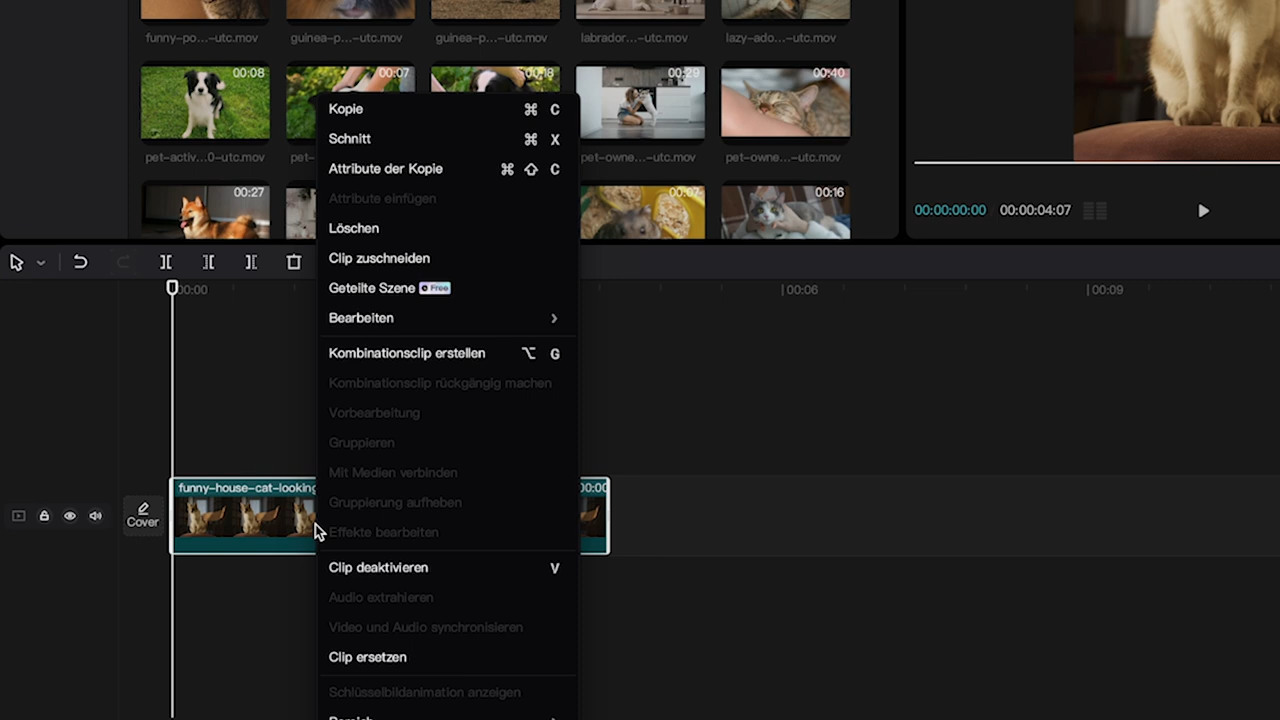 funny-po...-utc.mov
guinea-p...-utc.mov
guinea-p...-utc.mov
labrador...-utc.mov
lazy-ado...-utc.mov
00:08
00:07
00:18
00:29
00:40
pet-activ...0-utc.mov
pet-
pet-owne...-utc.mov
pet-owne...-utc.mov
00:27
00:07
00:16
00:00:00:00
00:00:04:07
Kopie ⌘ C
Schnitt ⌘ X
Attribute der Kopie ⌘ ⇧ C
Attribute einfügen
Löschen
Clip zuschneiden
Geteilte Szene Free
Bearbeiten
Kombinationsclip erstellen ⌥ G
Kombinationsclip rückgängig machen
Vorbearbeitung
Gruppieren
Mit Medien verbinden
Gruppierung aufheben
Effekte bearbeiten
Clip deaktivieren V
Audio extrahieren
Video und Audio synchronisieren
Clip ersetzen
Schlüsselbildanimation anzeigen
Bereich
00:00
00:06
00:09
Cover
funny-house-cat-looking
00:00